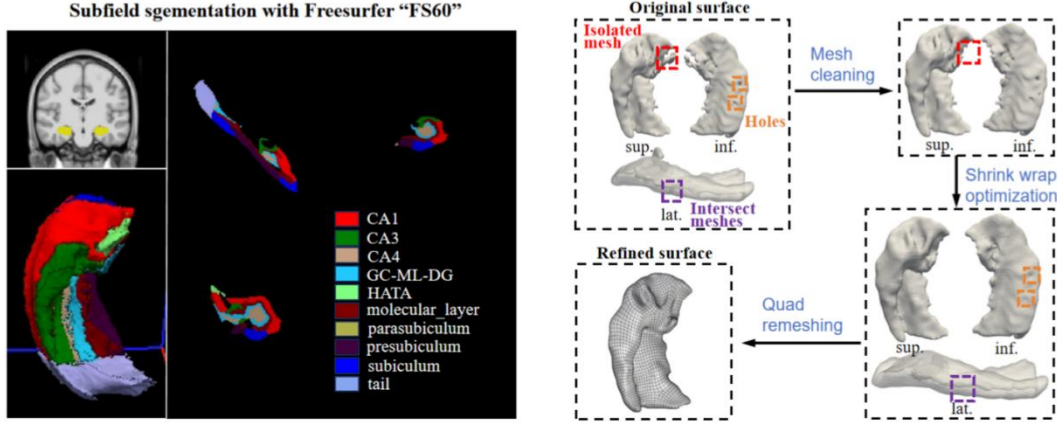 Subfield sgementation with Freesurfer “FS60”
CA1
CA3
CA4
GC-ML-DG
HATA
molecular_layer
parasubiculum
presubiculum
subiculum
tail
Original surface
Isolated
mesh
Holes
sup.
inf.
lat.
Intersect
meshes
Mesh
cleaning
sup.
inf.
Shrink wrap
optimization
sup.
inf.
lat.
Quad
remeshing
Refined surface